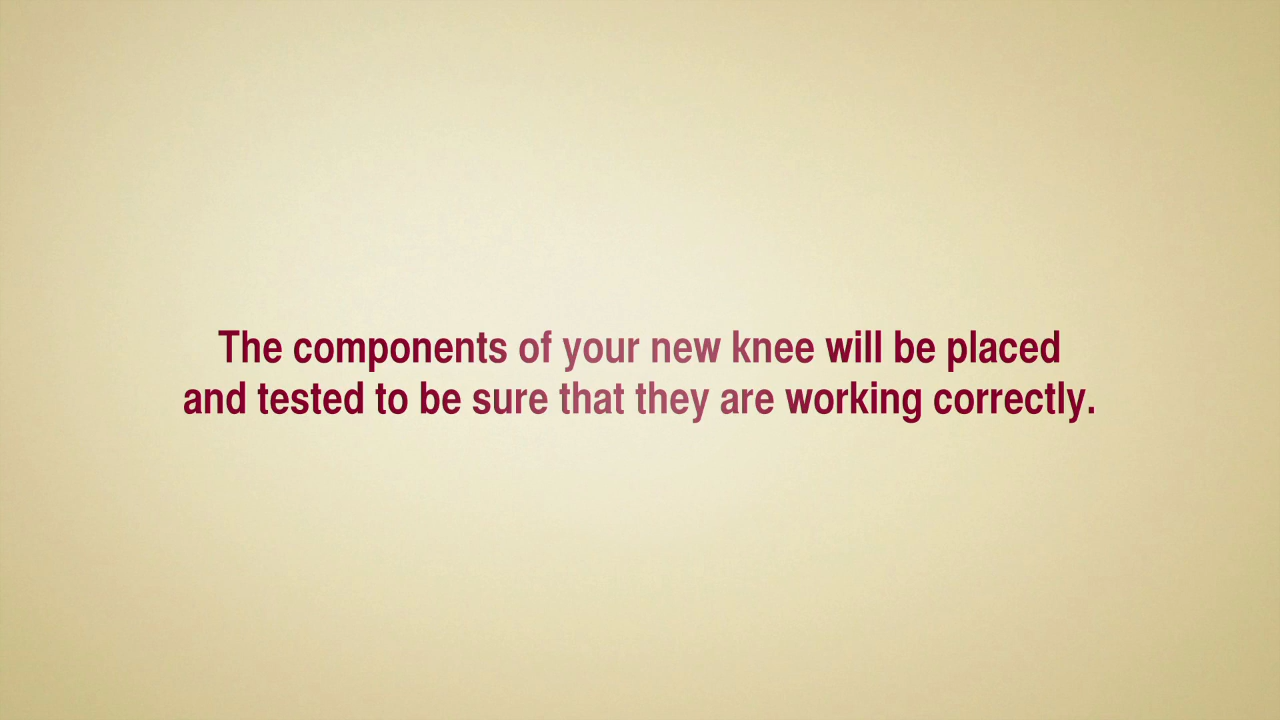 The components of your new knee will be placed
and tested to be sure that they are working correctly.